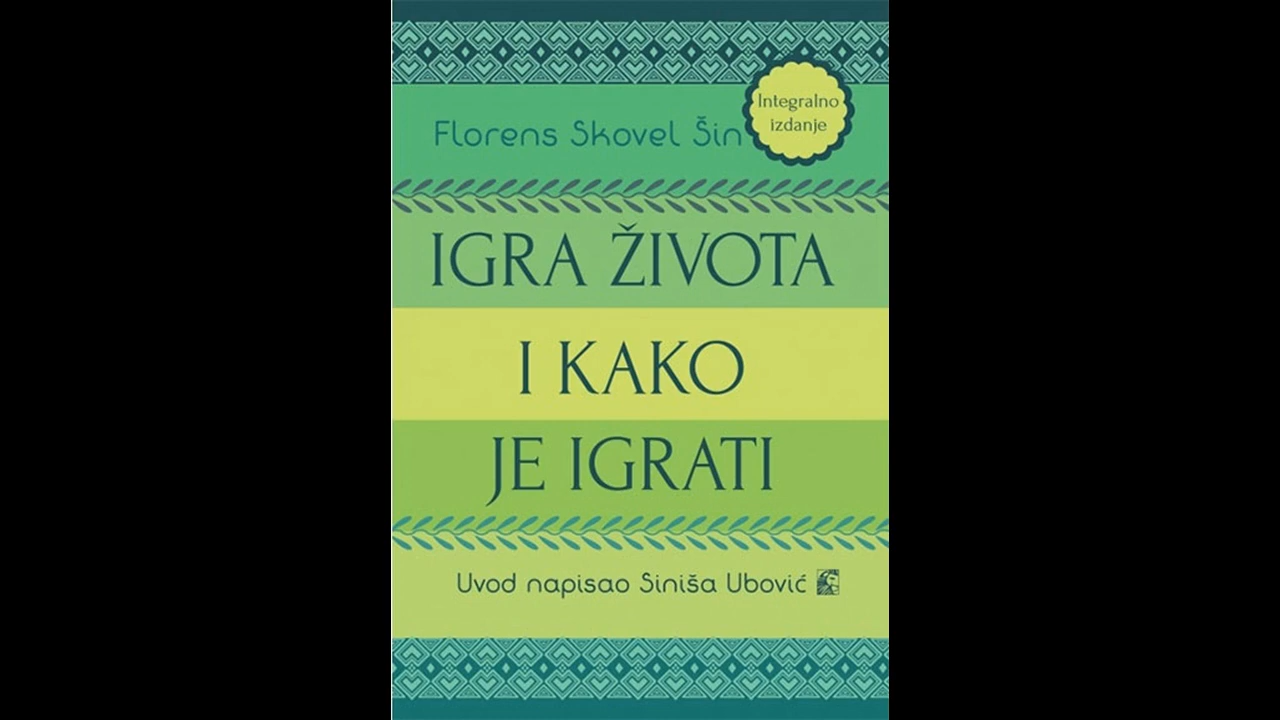 Integralno
izdanje
Florens Skovel Šin
IGRA ŽIVOTA
I KAKO
JE IGRATI
Uvod napisao Siniša Ubović